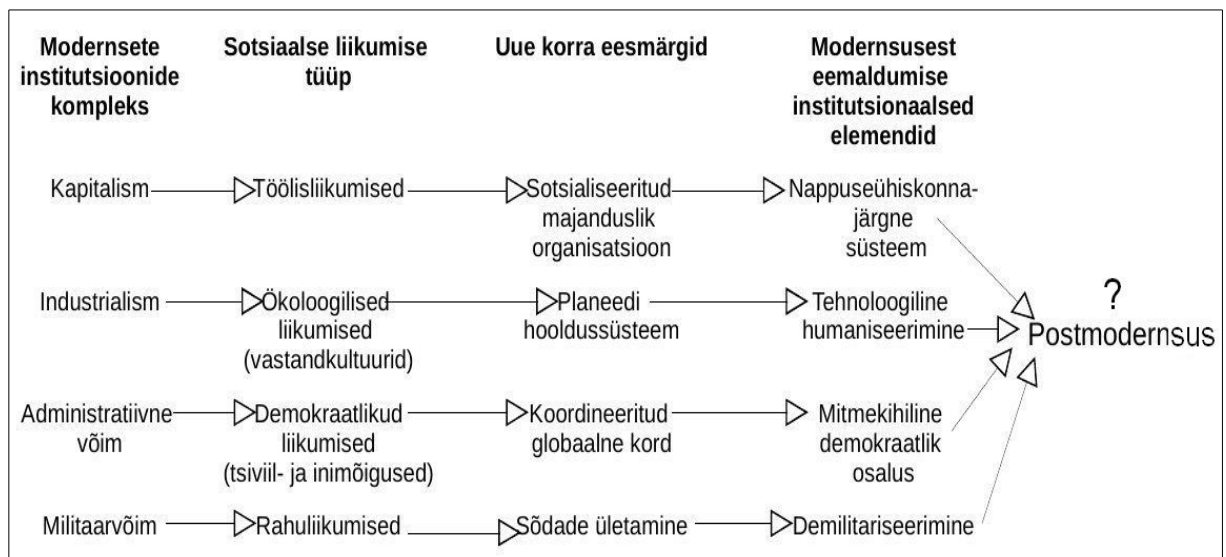 Modernsete
institutsioonide
kompleks
Sotsiaalse liikumise
tüüp
Uue korra eesmärgid
Modernsusest
eemaldumise
institutsionaalsed
elemendid
Kapitalism
Töölisliikumised
Sotsialiseeritud
majanduslik
organisatsioon
Nappuseühiskonna-
järgne
süsteem
Industrialism
Ökoloogilised
liikumised
(vastandkultuurid)
Planeedi
hooldussüsteem
Tehnoloogiline
humaniseerimine
?
Postmodernsus
Administratiivne
võim
Demokraatlikud
liikumised
(tsiviil- ja inimõigused)
Koordineeritud
globaalne kord
Mitmekihiline
demokraatlik
osalus
Militaarvõim
Rahuliikumised
Sõdade ületamine
Demilitariseerimine